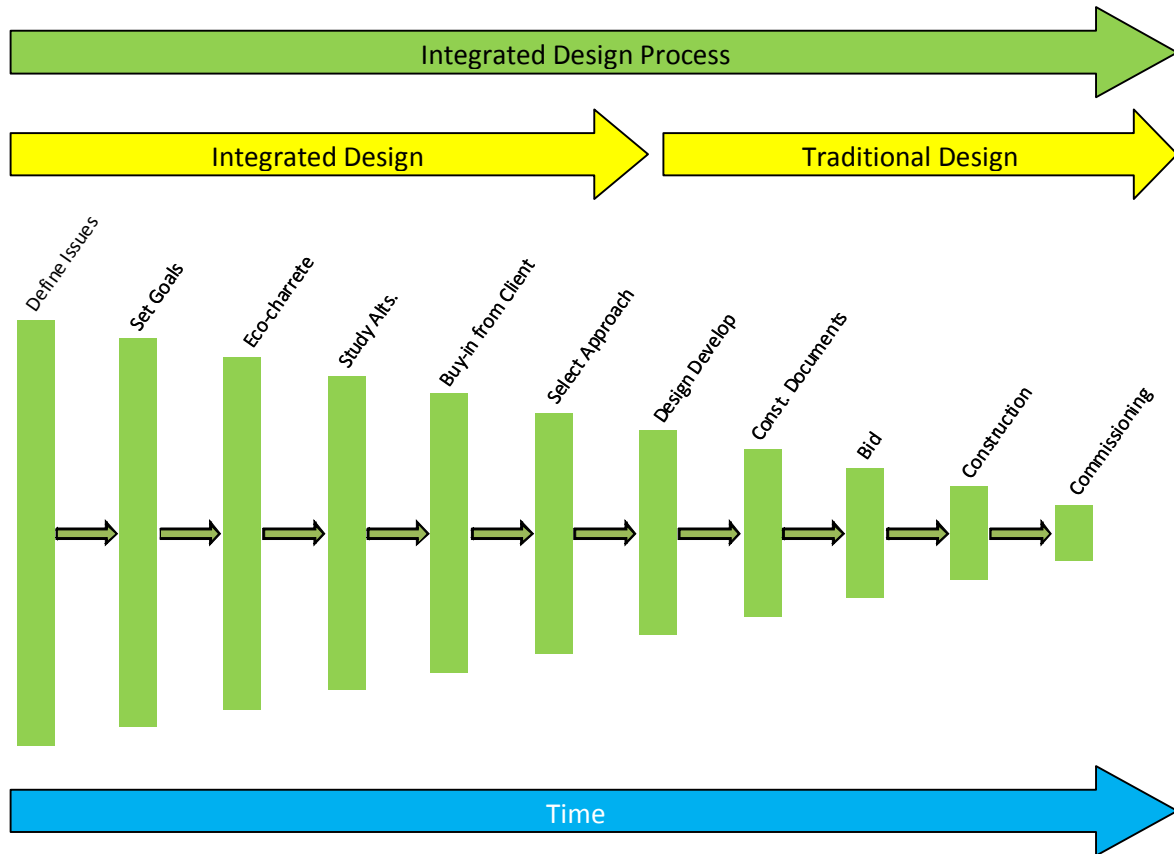 Integrated Design Process
Integrated Design
Traditional Design
Define Issues
Set Goals
Eco-charrete
Study Alts.
Buy-in from Client
Select Approach
Design Develop
Const. Documents
Bid
Construction
Commissioning
Time